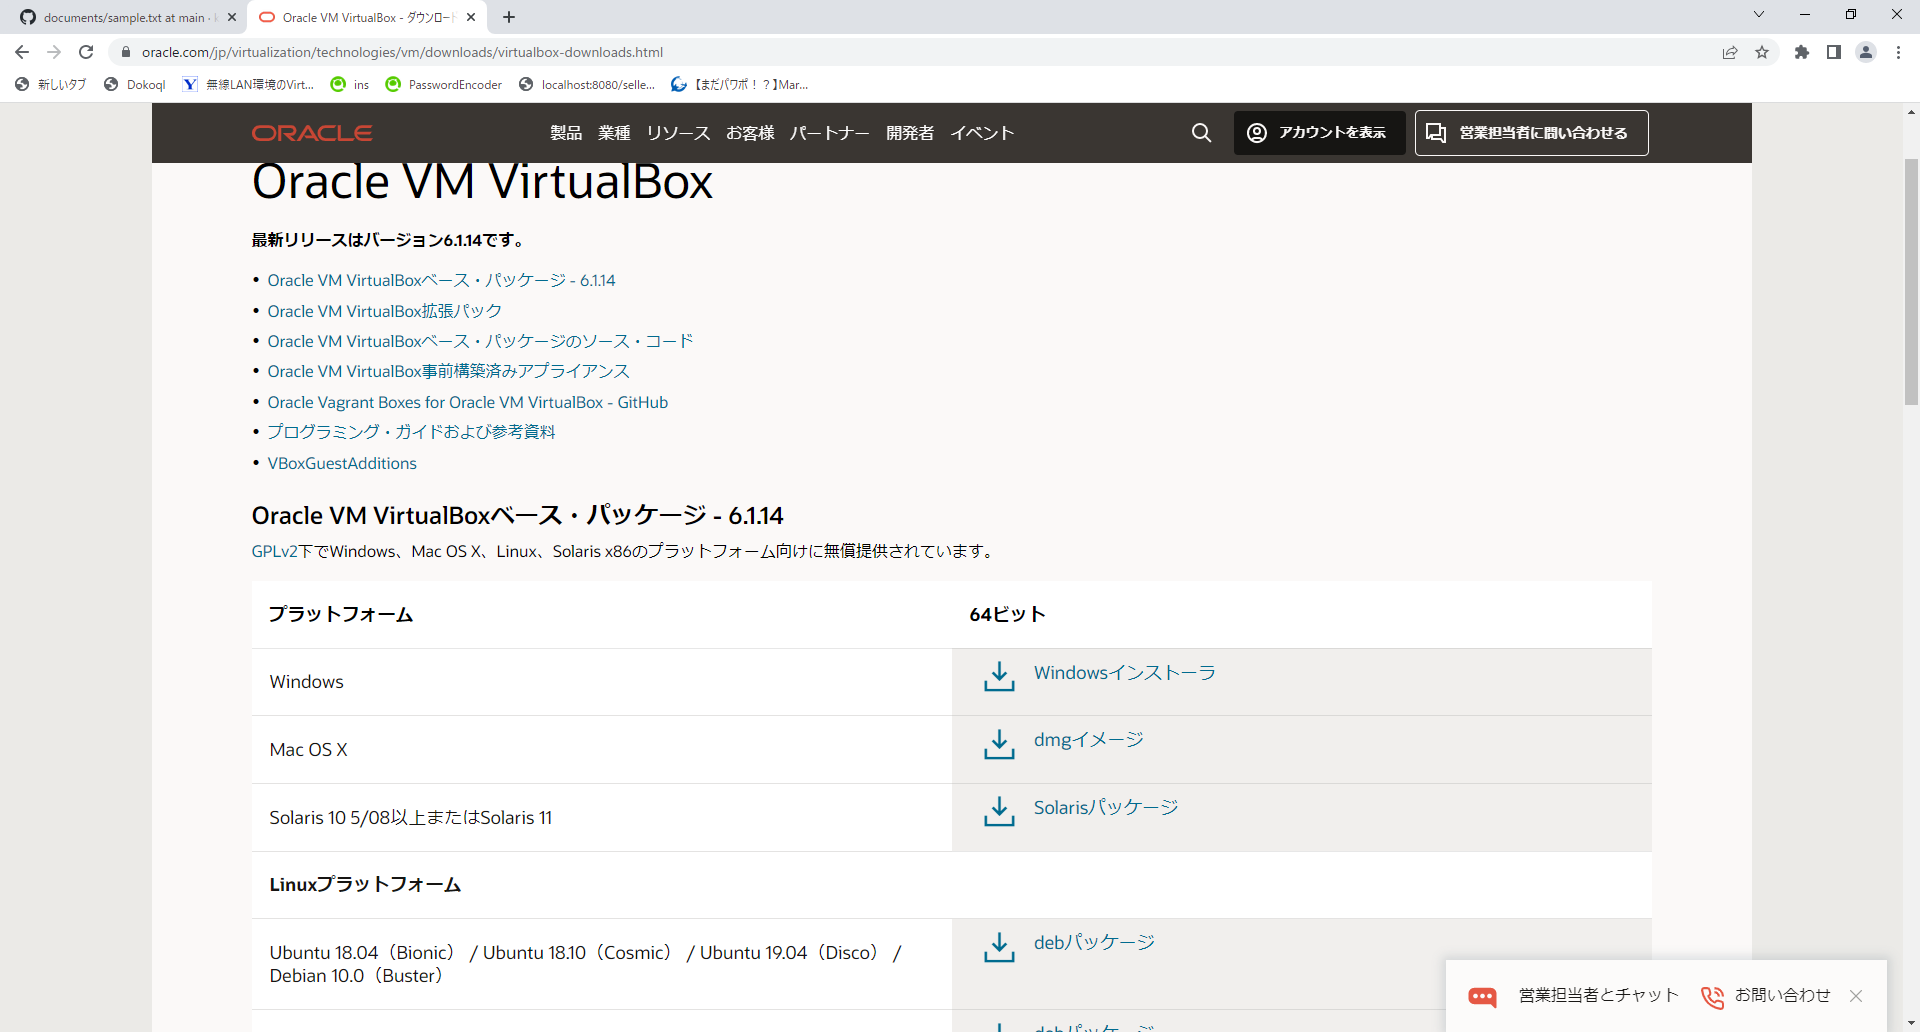 documents/sample.txt at main ·
Oracle VM VirtualBox - ダウンロード
oracle.com/jp/virtualization/technologies/vm/downloads/virtualbox-downloads.html
新しいタブ
Dokoql
無線LAN環境のVirt...
ins
PasswordEncoder
localhost:8080/selle...
【まだパワポ！？】Mar...
ORACLE
製品 業種 リソース お客様 パートナー 開発者 イベント
アカウントを表示
営業担当者に問い合わせる
Oracle VM VirtualBox
最新リリースはバージョン6.1.14です。
• Oracle VM VirtualBoxベース・パッケージ - 6.1.14
• Oracle VM VirtualBox拡張パック
• Oracle VM VirtualBoxベース・パッケージのソース・コード
• Oracle VM VirtualBox事前構築済みアプライアンス
• Oracle Vagrant Boxes for Oracle VM VirtualBox - GitHub
• プログラミング・ガイドおよび参考資料
• VBoxGuestAdditions
Oracle VM VirtualBoxベース・パッケージ - 6.1.14
GPLv2下でWindows、Mac OS X、Linux、Solaris x86のプラットフォーム向けに無償提供されています。
プラットフォーム
64ビット
Windows
Windowsインストーラ
Mac OS X
dmgイメージ
Solaris 10 5/08以上またはSolaris 11
Solarisパッケージ
Linuxプラットフォーム
Ubuntu 18.04（Bionic） / Ubuntu 18.10（Cosmic） / Ubuntu 19.04（Disco） /
Debian 10.0（Buster）
debパッケージ
debパッケージ
営業担当者とチャット
お問い合わせ